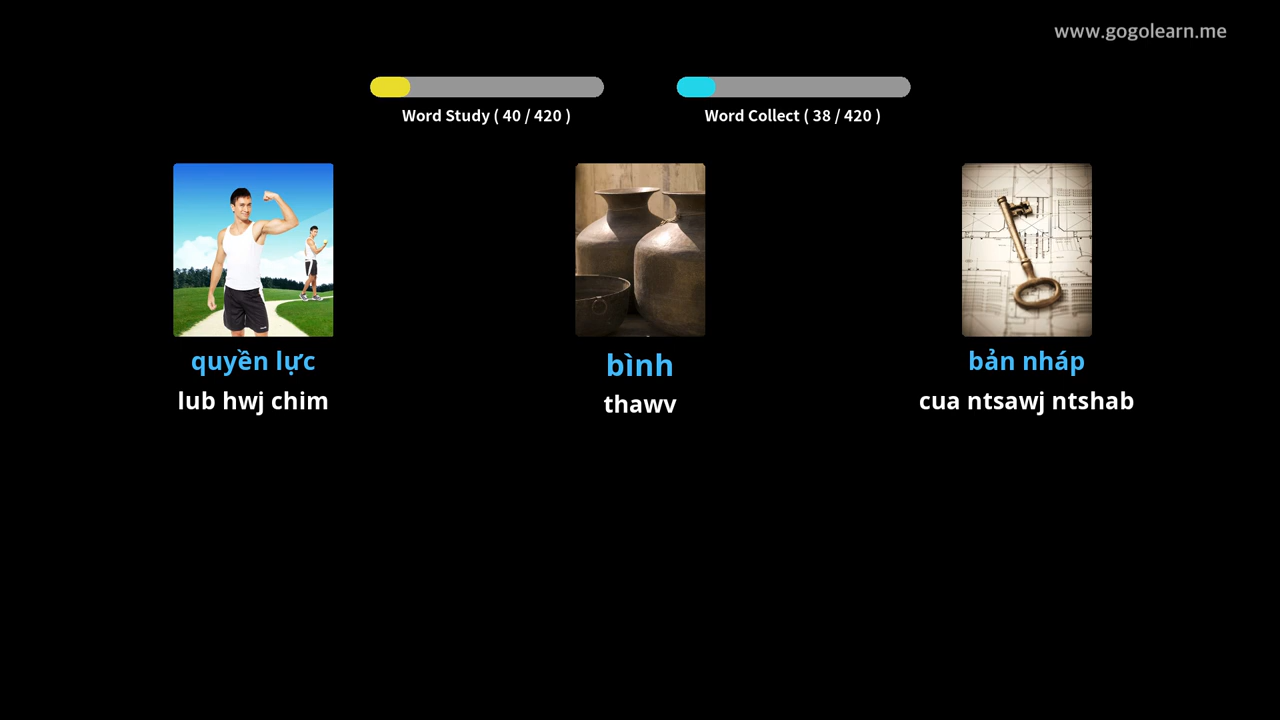 www.gogolearn.me
Word Study ( 40 / 420 )
Word Collect ( 38 / 420 )
quyền lực
lub hwj chim
bình
thawv
bản nháp
cua ntsawj ntshab